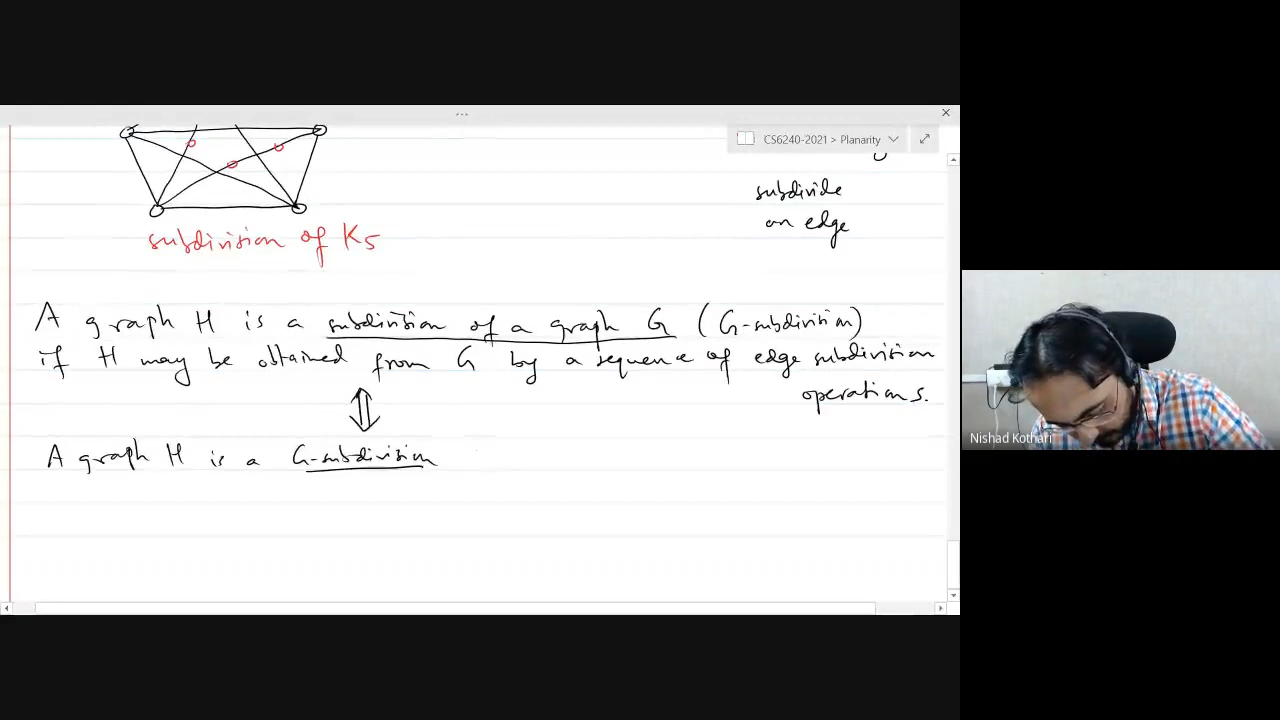 CS6240-2021 > Planarity
subdivide
an edge
subdivision of K5
A graph H is a subdivision of a graph G (G-subdivision)
if H may be obtained from G by a sequence of edge subdivision
operations.
⇕
A graph H is a G-subdivision
Nishad Kothari